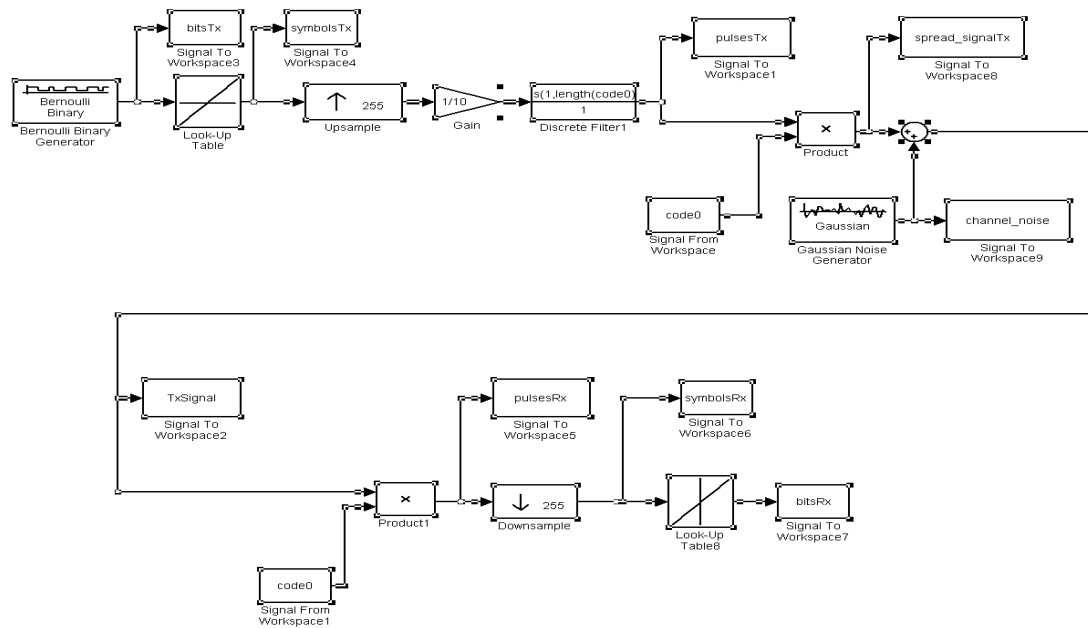 bitsTx
Signal To
Workspace3
symbolsTx
Signal To
Workspace4
Bernoulli
Binary
Bernoulli Binary
Generator
Look-Up
Table
255
Upsample
1/10
Gain
s(1,length(code0)
1
Discrete Filter1
pulsesTx
Signal To
Workspace1
×
Product
spread_signalTx
Signal To
Workspace8
code0
Signal From
Workspace
Gaussian
Gaussian Noise
Generator
channel_noise
Signal To
Workspace9
TxSignal
Signal To
Workspace2
pulsesRx
Signal To
Workspace5
symbolsRx
Signal To
Workspace6
×
Product1
255
Downsample
Look-Up
Table8
bitsRx
Signal To
Workspace7
code0
Signal From
Workspace1